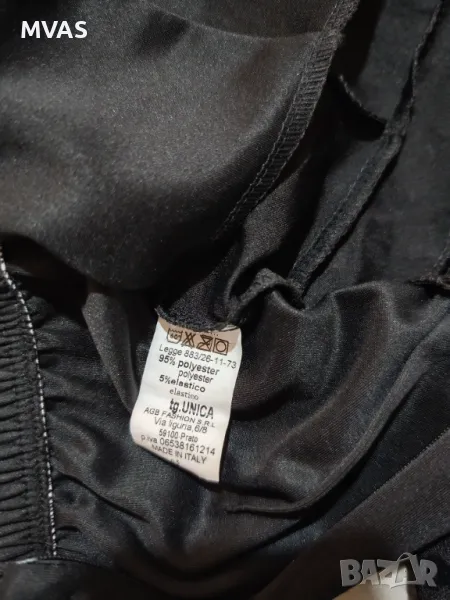 MVAS
Legge 883/26-11-73
95% polyester
polyester
5%elastico
elastico
tg.UNICA
AGB FASHION S.R.L
Via liguria,6/8
59100 Prato
p.iva 06538161214
MADE IN ITALY
BAZAR